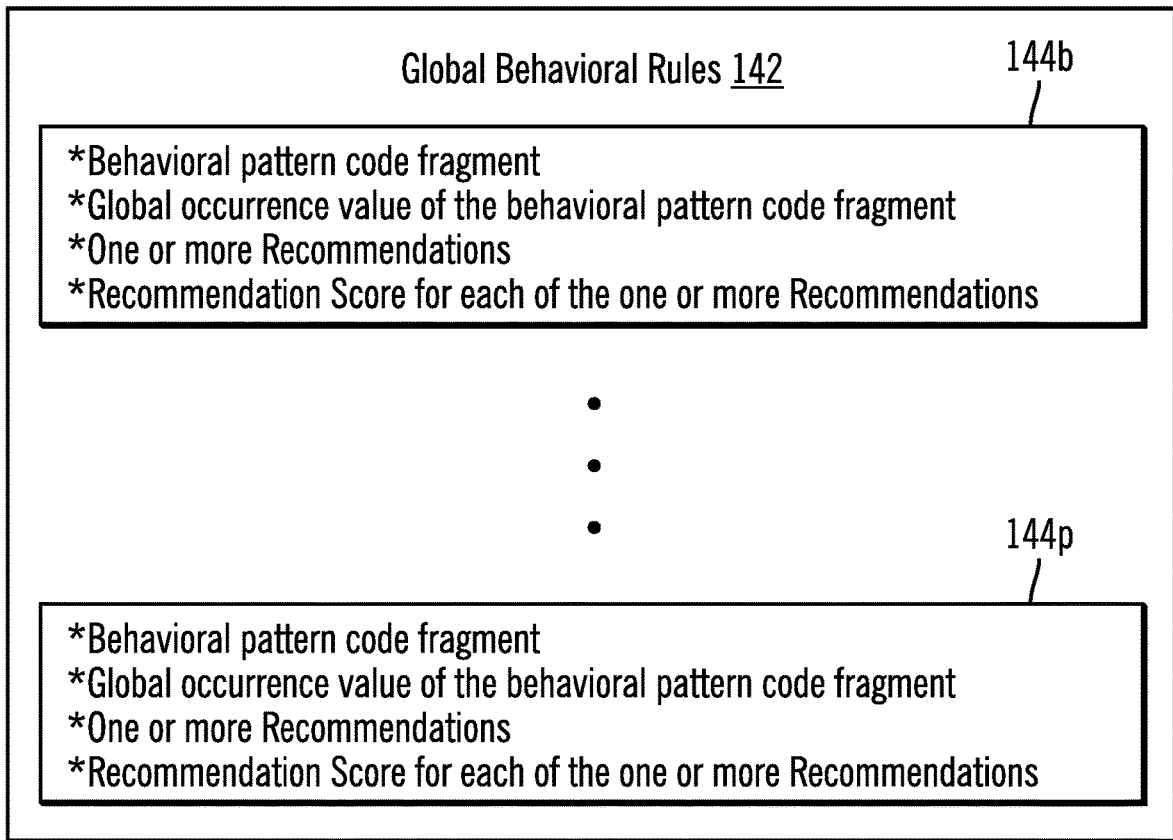 Global Behavioral Rules 142
144b
*Behavioral pattern code fragment
*Global occurrence value of the behavioral pattern code fragment
*One or more Recommendations
*Recommendation Score for each of the one or more Recommendations
144p
*Behavioral pattern code fragment
*Global occurrence value of the behavioral pattern code fragment
*One or more Recommendations
*Recommendation Score for each of the one or more Recommendations